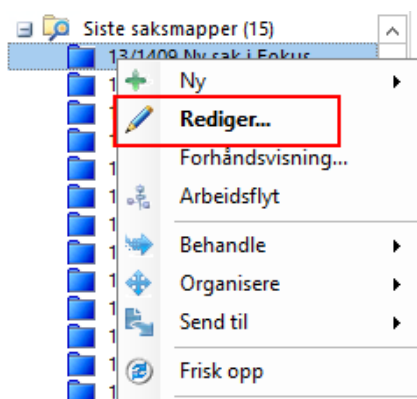 Siste saksmapper (15)
13/1409 Ny sak i Fokus
Ny
Rediger...
Forhåndsvisning...
Arbeidsflyt
Behandle
Organisere
Send til
Frisk opp